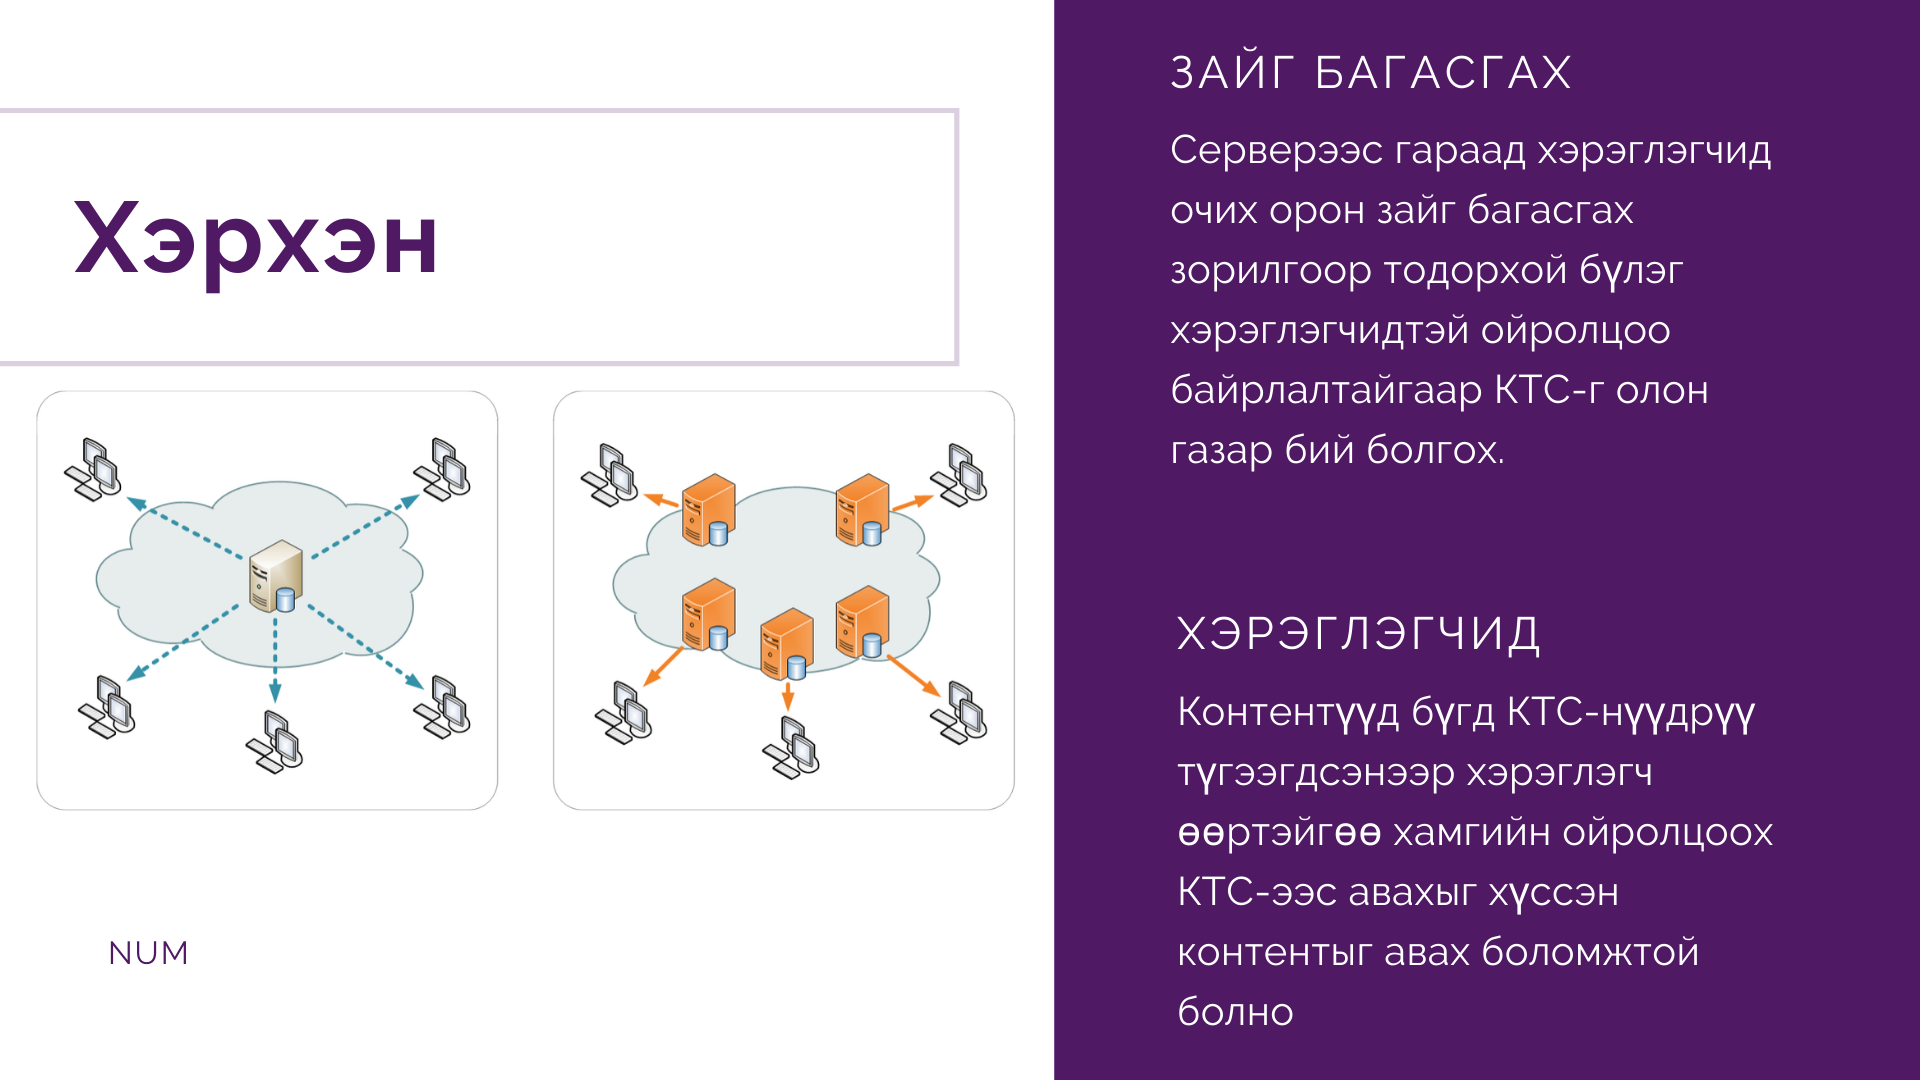 Хэрхэн
NUM
ЗАЙГ БАГАСГАХ
Серверээс гараад хэрэглэгчид
очих орон зайг багасгах
зорилгоор тодорхой бүлэг
хэрэглэгчидтэй ойролцоо
байрлалтайгаар КТС-г олон
газар бий болгох.
ХЭРЭГЛЭГЧИД
Контентүүд бүгд КТС-нүүдрүү
түгээгдсэнээр хэрэглэгч
өөртэйгөө хамгийн ойролцоох
КТС-ээс авахыг хүссэн
контентыг авах боломжтой
болно